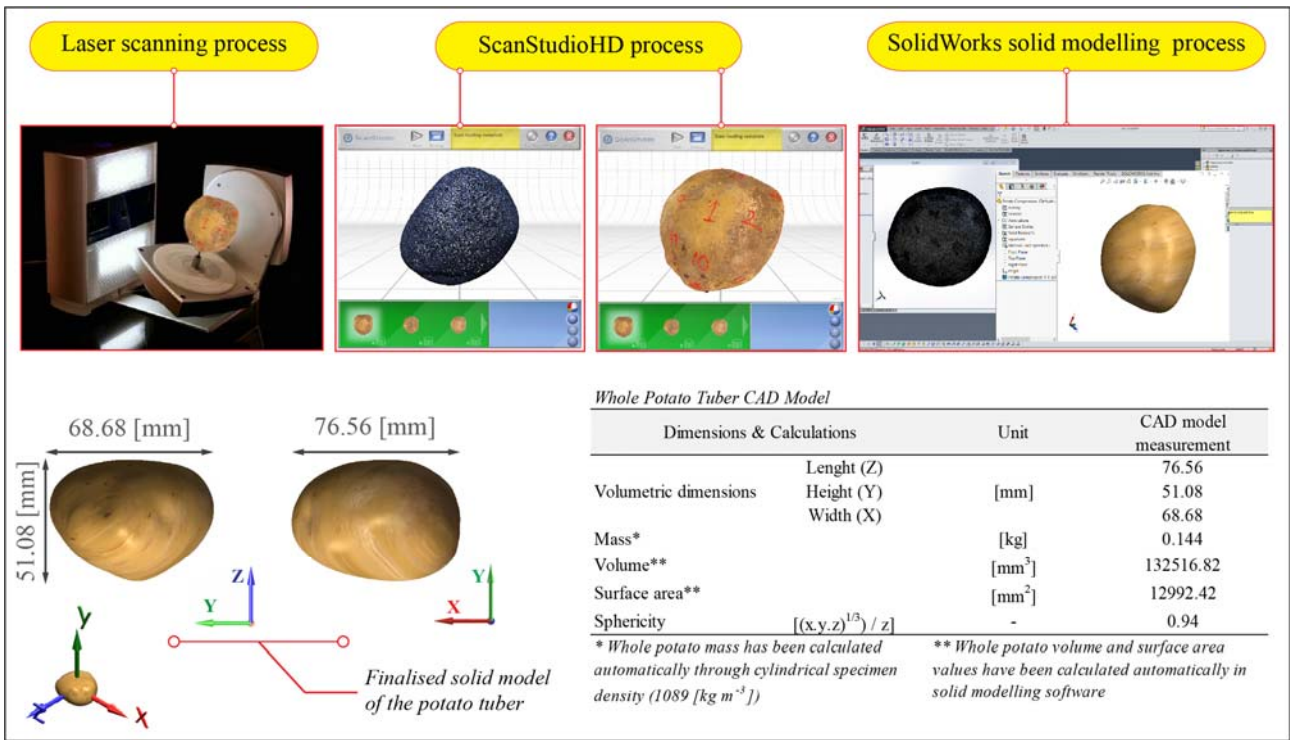 Laser scanning process
ScanStudioHD process
SolidWorks solid modelling process
68.68 [mm]
76.56 [mm]
51.08 [mm]
Z
Y
Y
X
y
Z
X
Finalised solid model
of the potato tuber
Whole Potato Tuber CAD Model
Dimensions & Calculations Unit CAD model measurement
Lenght (Z) 76.56
Volumetric dimensions Height (Y) [mm] 51.08
Width (X) 68.68
Mass* [kg] 0.144
Volume** [mm³] 132516.82
Surface area** [mm²] 12992.42
Sphericity [(x.y.z)^1/3) / z] - 0.94
* Whole potato mass has been calculated
automatically through cylindrical specimen
density (1089 [kg m⁻³])
** Whole potato volume and surface area
values have been calculated automatically in
solid modelling software